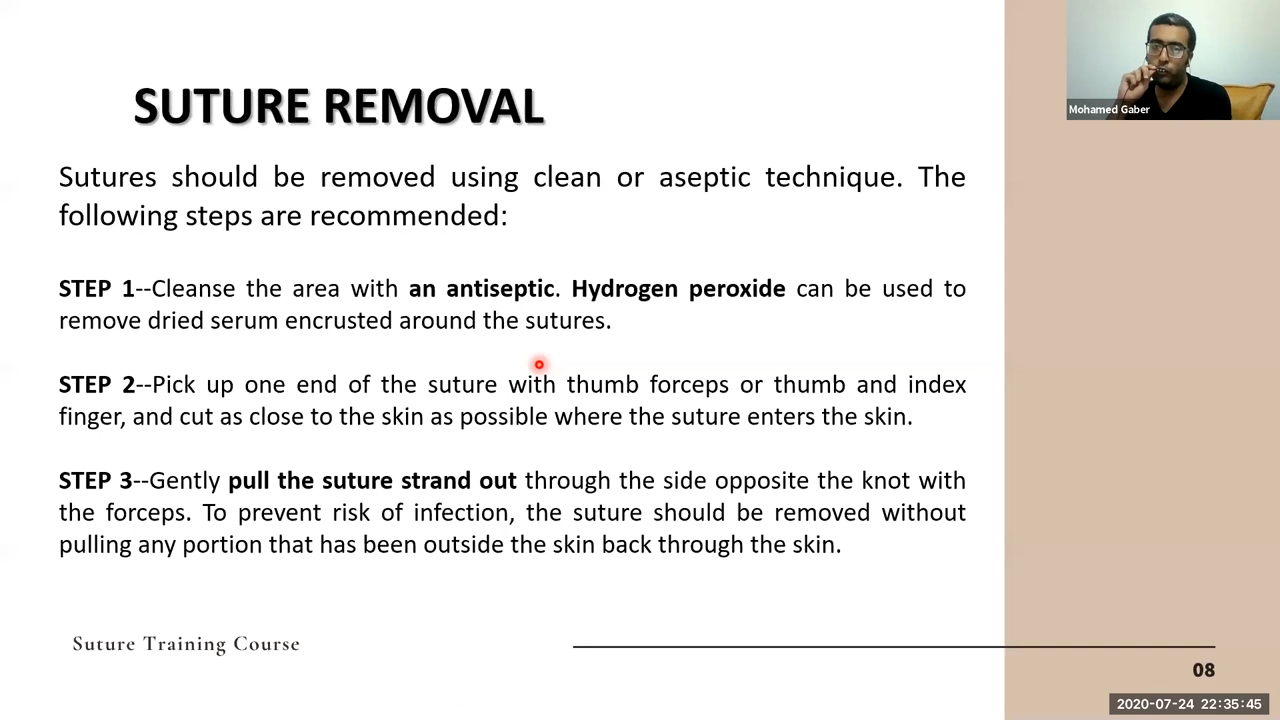 Mohamed Gaber
SUTURE REMOVAL
Sutures should be removed using clean or aseptic technique. The
following steps are recommended:
STEP 1--Cleanse the area with an antiseptic. Hydrogen peroxide can be used to
remove dried serum encrusted around the sutures.
STEP 2--Pick up one end of the suture with thumb forceps or thumb and index
finger, and cut as close to the skin as possible where the suture enters the skin.
STEP 3--Gently pull the suture strand out through the side opposite the knot with
the forceps. To prevent risk of infection, the suture should be removed without
pulling any portion that has been outside the skin back through the skin.
Suture Training Course
08
2020-07-24 22:35:45